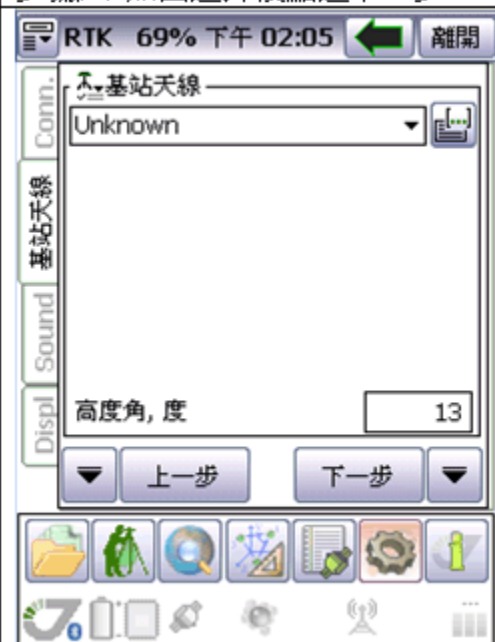 RTK 69% 下午 02:05 離開
Conn.
基站天線
Sound
Displ
基站天線
Unknown
高度角, 度 13
上一步 下一步